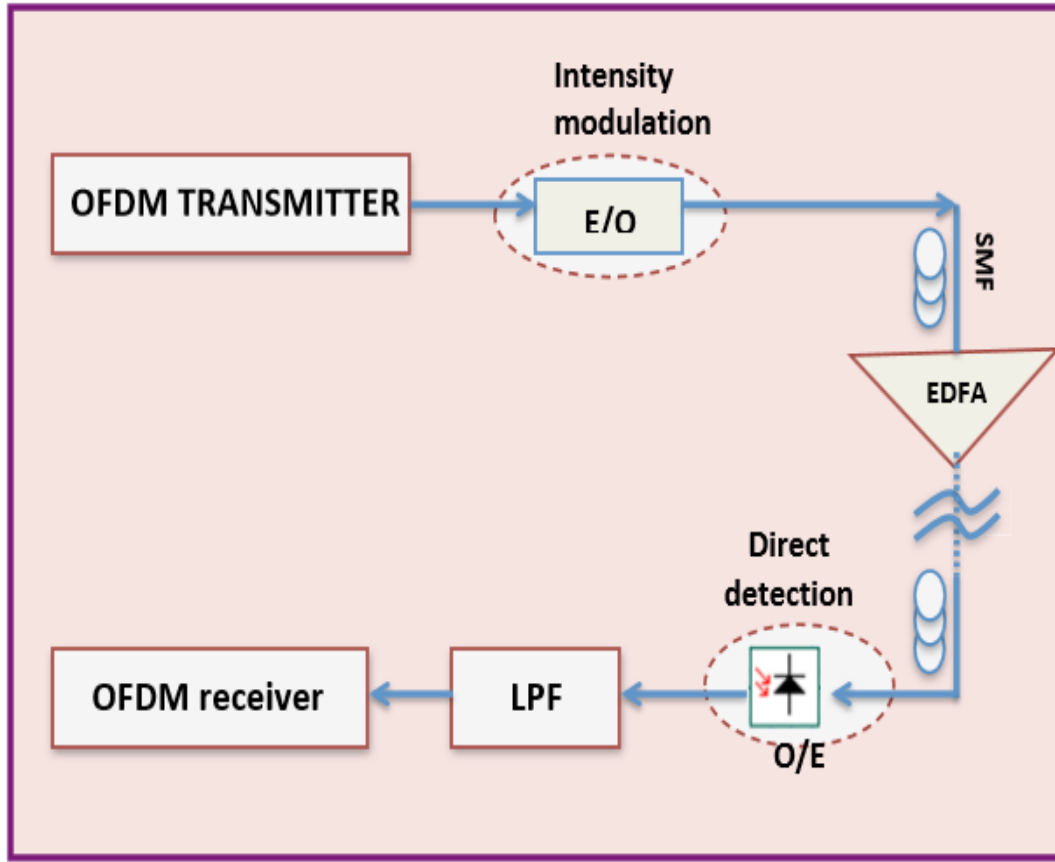 Intensity
modulation
OFDM TRANSMITTER
E/O
SMF
EDFA
Direct
detection
OFDM receiver
LPF
O/E